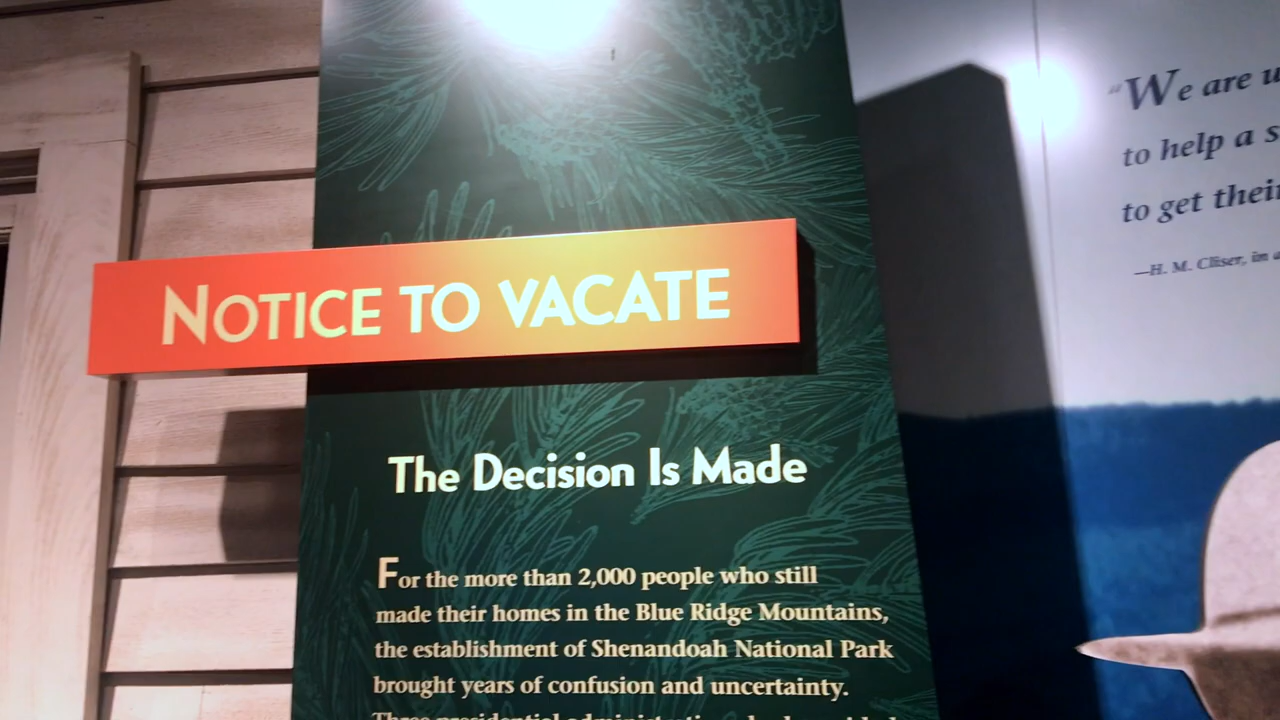 NOTICE TO VACATE
The Decision Is Made
For the more than 2,000 people who still
made their homes in the Blue Ridge Mountains,
the establishment of Shenandoah National Park
brought years of confusion and uncertainty.
"We are
to help a
to get their
—H. M. Cliser, in a